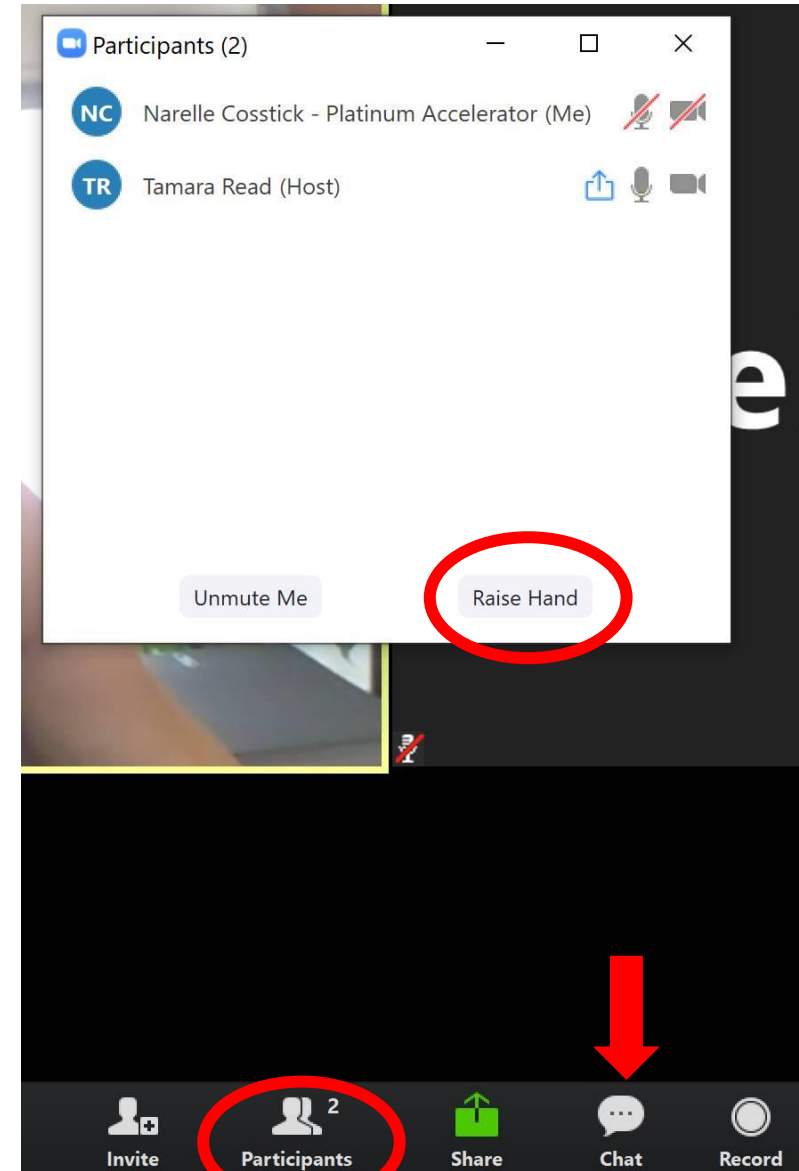 Participants (2)
NC Narelle Cosstick - Platinum Accelerator (Me)
TR Tamara Read (Host)
e
Unmute Me Raise Hand
2
Invite Participants Share Chat Record